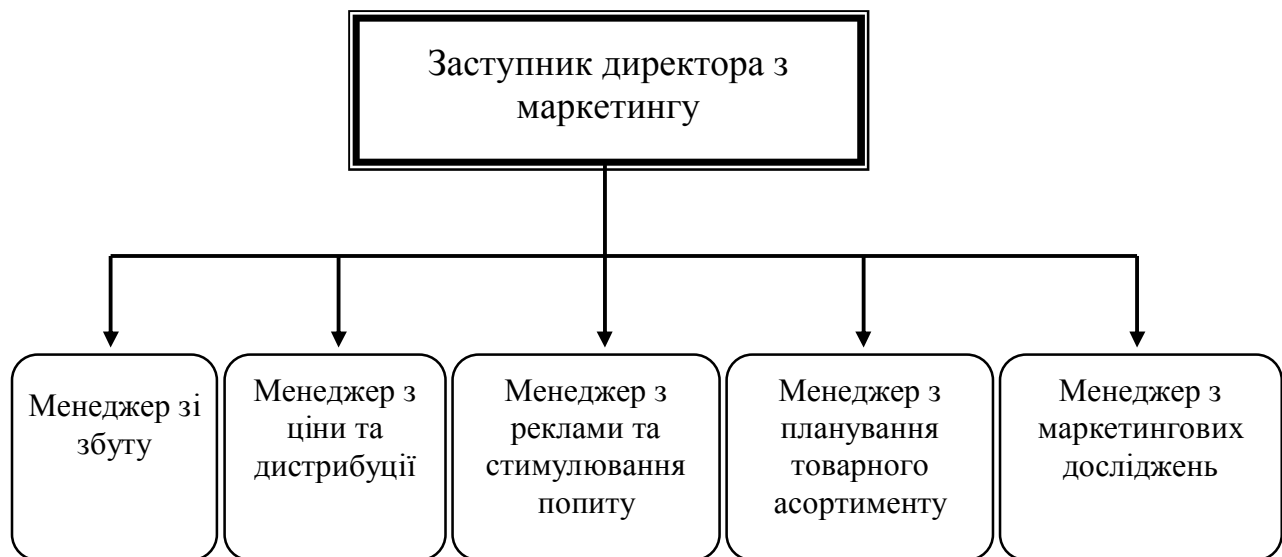 Заступник директора з
маркетингу
Менеджер зі
збуту
Менеджер з
ціни та
дистрибуції
Менеджер з
реклами та
стимулювання
попиту
Менеджер з
планування
товарного
асортименту
Менеджер з
маркетингових
досліджень